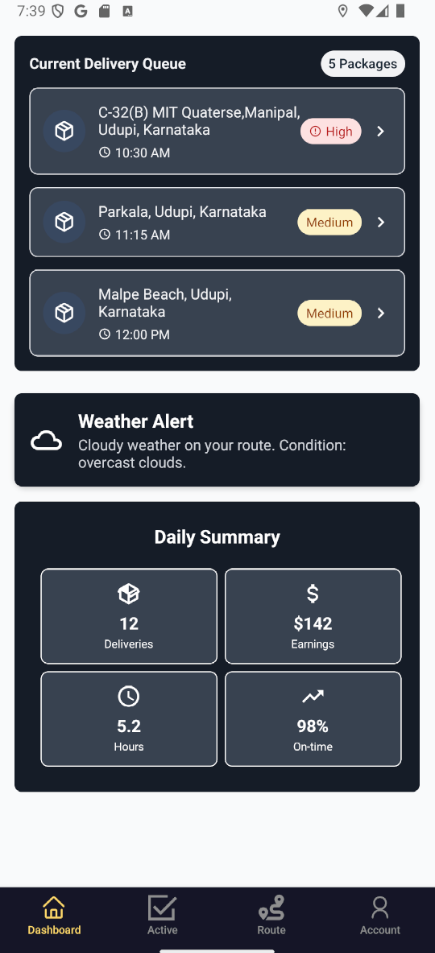 7:39
Current Delivery Queue
5 Packages
C-32(B) MIT Quaterse,Manipal,
Udupi, Karnataka
10:30 AM
High
Parkala, Udupi, Karnataka
11:15 AM
Medium
Malpe Beach, Udupi,
Karnataka
12:00 PM
Medium
Weather Alert
Cloudy weather on your route. Condition:
overcast clouds.
Daily Summary
12
Deliveries
$142
Earnings
5.2
Hours
98%
On-time
Dashboard
Active
Route
Account